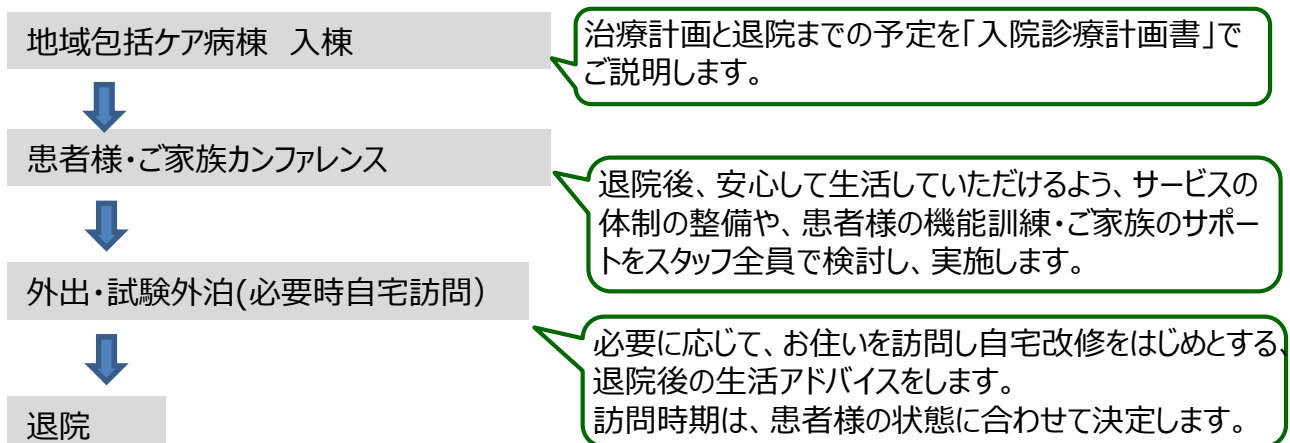 地域包括ケア病棟　入棟
治療計画と退院までの予定を「入院診療計画書」で
ご説明します。
患者様・ご家族カンファレンス
退院後、安心して生活していただけるよう、サービスの
体制の整備や、患者様の機能訓練・ご家族のサポー
トをスタッフ全員で検討し、実施します。
外出・試験外泊(必要時自宅訪問）
必要に応じて、お住いを訪問し自宅改修をはじめとする、
退院後の生活アドバイスをします。
訪問時期は、患者様の状態に合わせて決定します。
退院